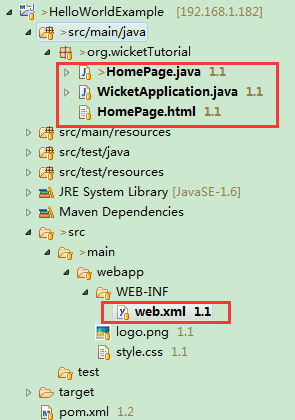 >HelloWorldExample [192.168.1.182]
>src/main/java
>org.wicketTutorial
>HomePage.java 1.1
WicketApplication.java 1.1
HomePage.html 1.1
src/main/resources
src/test/java
src/test/resources
JRE System Library [JavaSE-1.6]
Maven Dependencies
>src
>main
webapp
WEB-INF
web.xml 1.1
logo.png 1.1
style.css 1.1
test
target
pom.xml 1.2